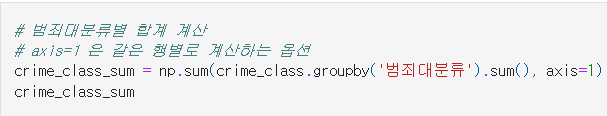 # 범죄대분류별 합계 계산
# axis=1 은 같은 행별로 계산하는 옵션
crime_class_sum = np.sum(crime_class.groupby('범죄대분류').sum(), axis=1)
crime_class_sum